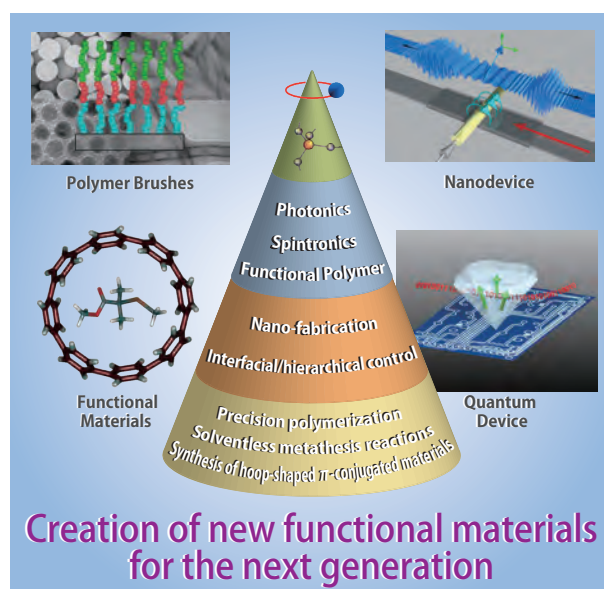 Polymer Brushes
Nanodevice
Photonics
Spintronics
Functional Polymer
Nano-fabrication
Interfacial/hierarchical control
Functional
Materials
Quantum
Device
Precision polymerization
Solventless metathesis reactions
Synthesis of hoop-shaped π-conjugated materials
Creation of new functional materials
for the next generation